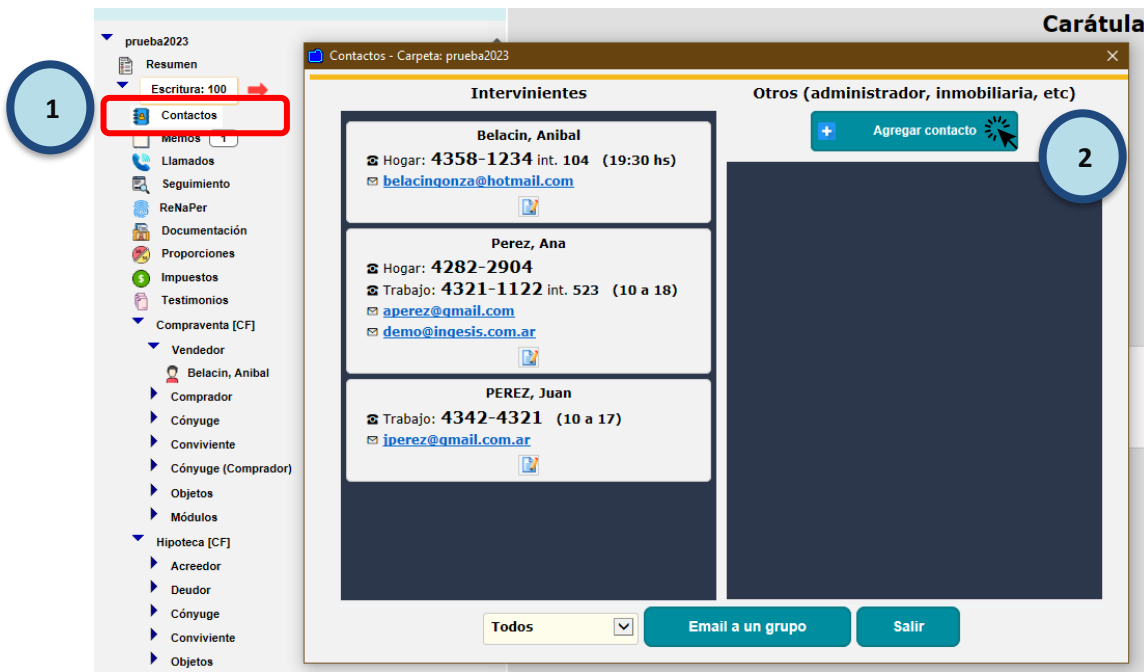 Carátula
prueba2023
Resumen
Escritura: 100
1
Contactos
Memos 1
Llamados
Seguimiento
ReNaPer
Documentación
Proporciones
Impuestos
Testimonios
Compraventa [CF]
Vendedor
Belacin, Anibal
Comprador
Cónyuge
Conviviente
Cónyuge (Comprador)
Objetos
Módulos
Hipoteca [CF]
Acreedor
Deudor
Cónyuge
Conviviente
Objetos
Contactos - Carpeta: prueba2023
Intervinientes
Belacin, Anibal
Hogar: 4358-1234 int. 104 (19:30 hs)
belacingonza@hotmail.com
Perez, Ana
Hogar: 4282-2904
Trabajo: 4321-1122 int. 523 (10 a 18)
aperez@gmail.com
demo@ingesis.com.ar
PEREZ, Juan
Trabajo: 4342-4321 (10 a 17)
jperez@gmail.com.ar
Otros (administrador, inmobiliaria, etc)
Agregar contacto
2
Todos
Email a un grupo
Salir